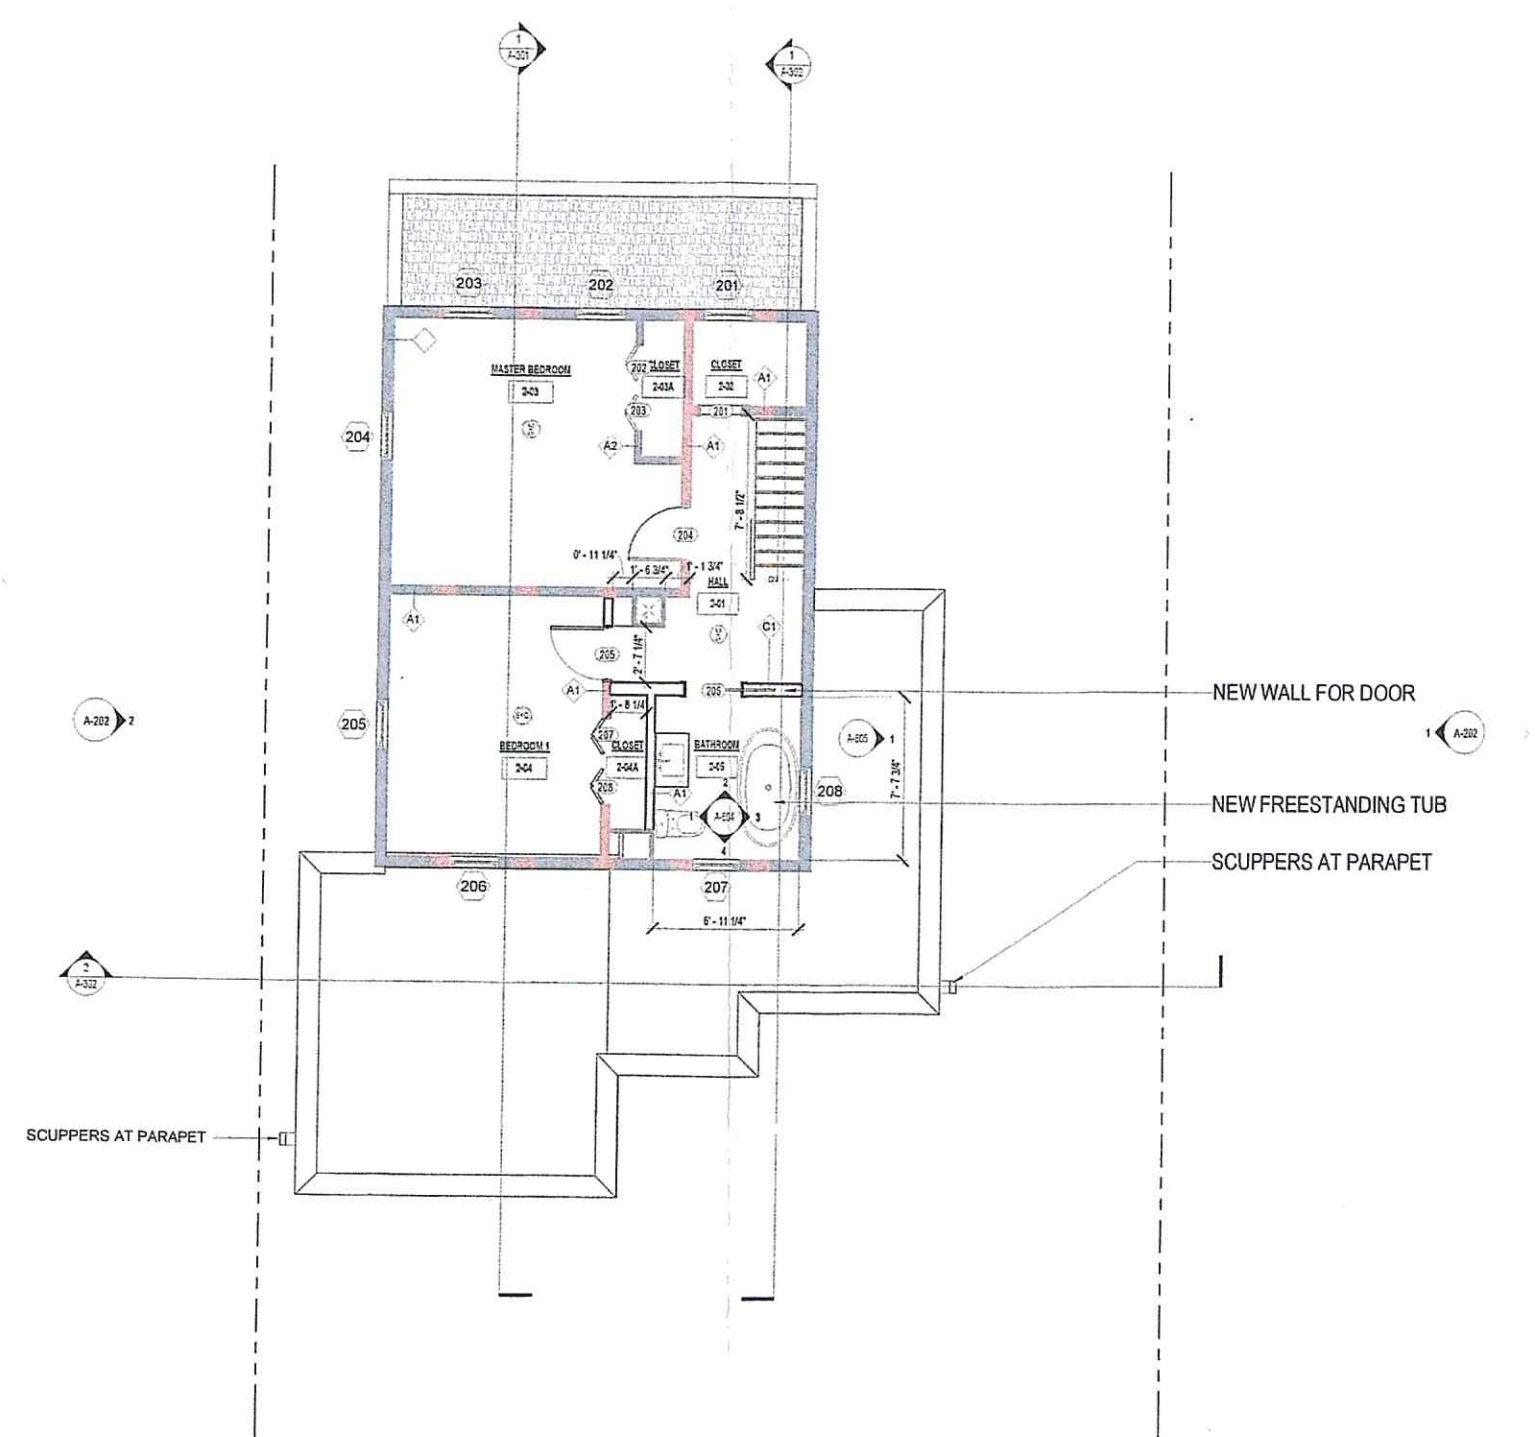 1
A-301
1
A-302
203
202
201
MASTER BEDROOM
2-03
202
CLOSET
2-03A
CLOSET
2-02
A1
203
201
S+C
204
A2
A1
7' - 8 1/2"
204
0' - 11 1/4"
1' - 6 3/4"
1' - 1 3/4"
HALL
2-01
A1
C1
205
2' - 7 1/4"
A1
206
NEW WALL FOR DOOR
A-202
2
205
S+C
207
BEDROOM 1
2-04
CLOSET
2-04A
BATHROOM
2-05
A-605
1
1
A-202
7' - 7 3/4"
208
208
A1
2
1
A-604
3
4
NEW FREESTANDING TUB
SCUPPERS AT PARAPET
206
207
6' - 11 1/4"
2
A-302
SCUPPERS AT PARAPET